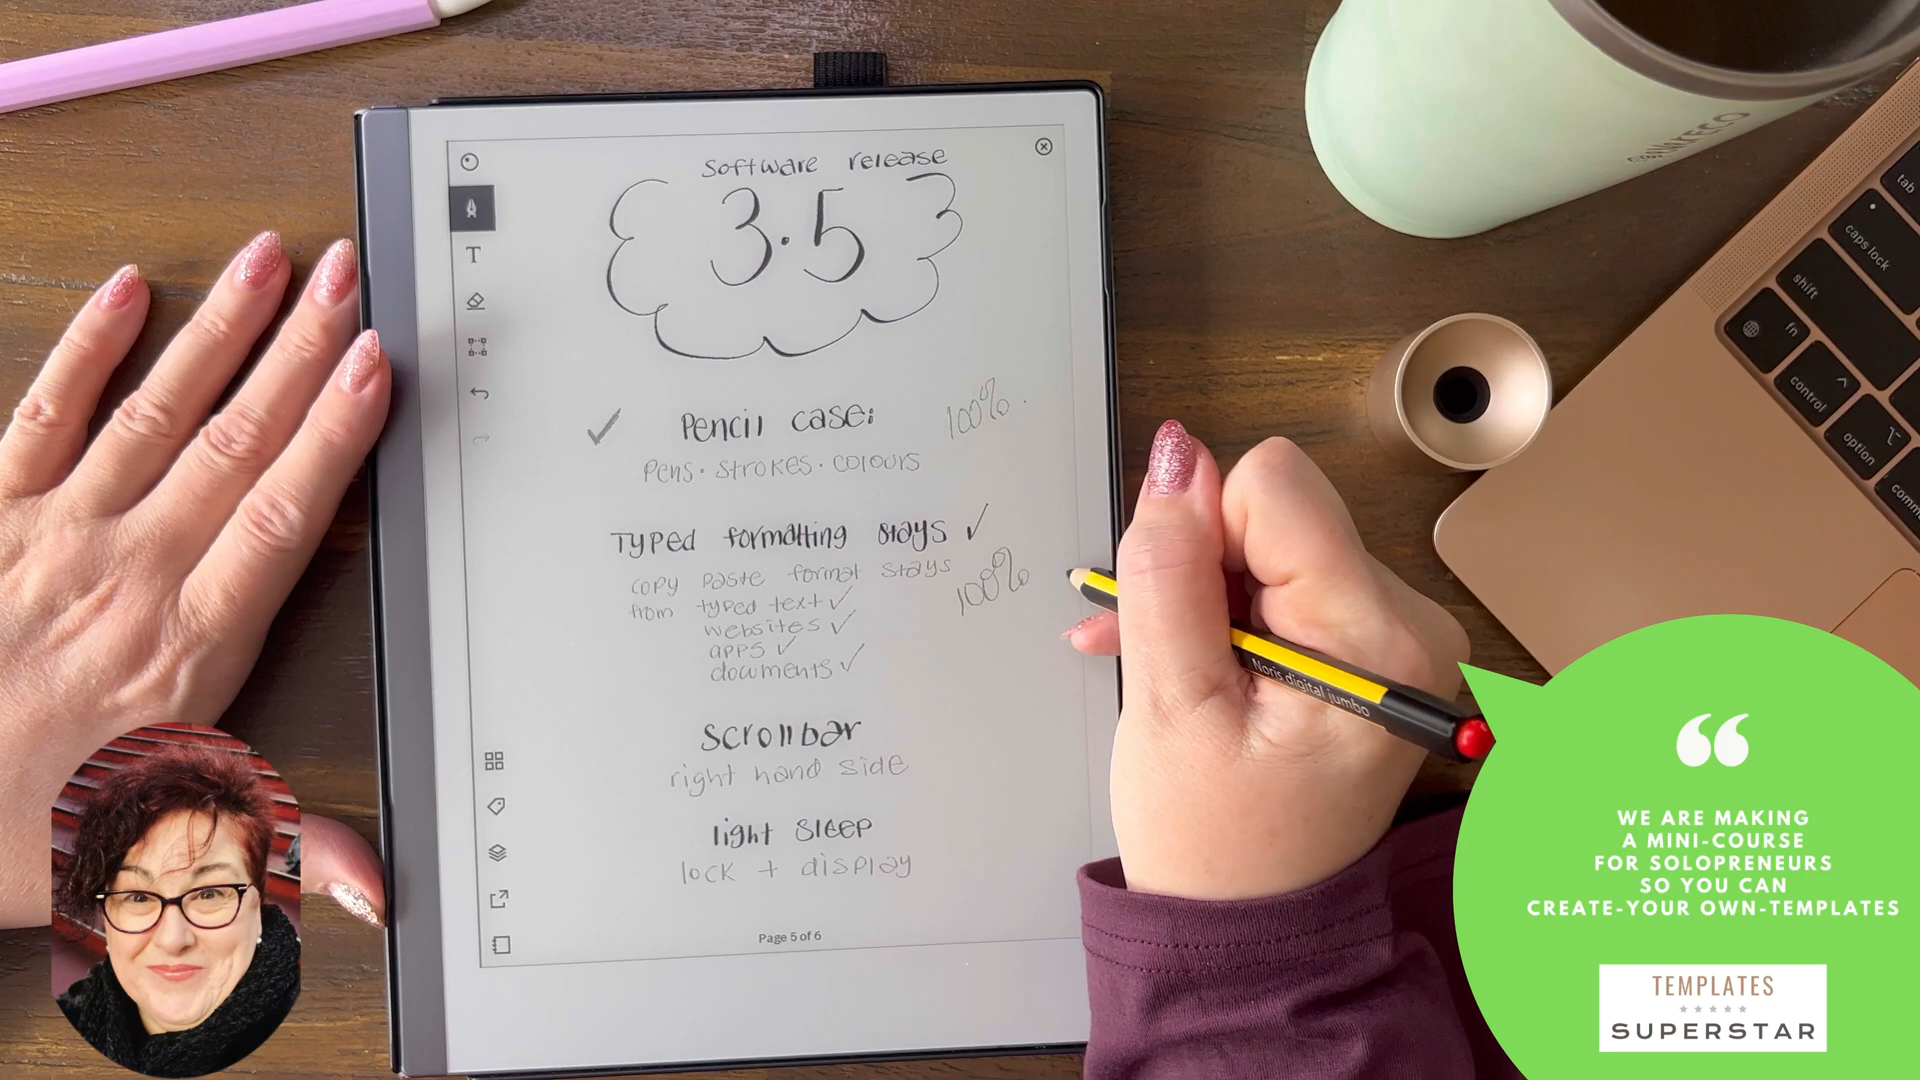 Software release
3.5
✓ Pencil case: 100%.
Pens · strokes · colours
Typed formatting stays ✓
copy paste format stays
100%
from typed text ✓
websites ✓
apps ✓
documents ✓
Scrollbar
right hand side
light sleep
lock + display
Page 5 of 6
T
Noris digital jumbo
tab
caps lock
shift
fn
control
option
“
WE ARE MAKING
A MINI-COURSE
FOR SOLOPRENEURS
SO YOU CAN
CREATE-YOUR OWN-TEMPLATES
TEMPLATES
SUPERSTAR